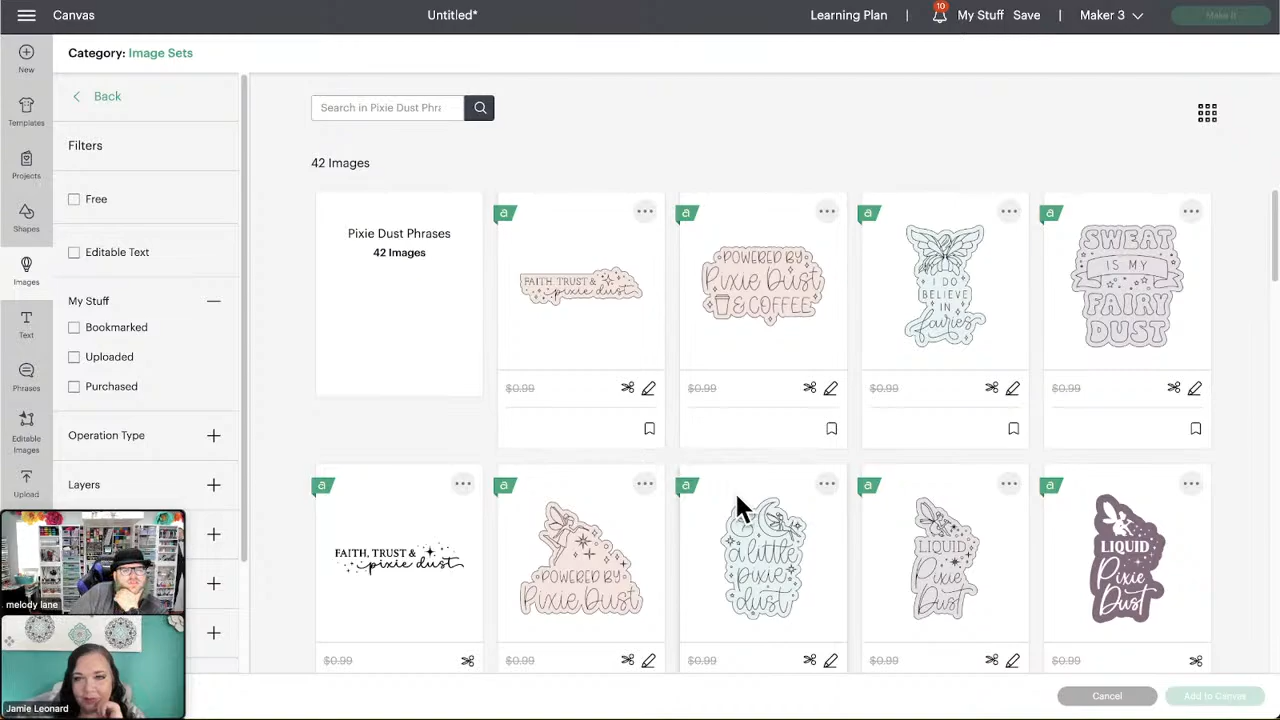 Canvas
Untitled*
Learning Plan
10
My Stuff
Save
Maker 3
Make It
New
Templates
Projects
Shapes
Images
Text
Phrases
Editable
Images
Upload
Category: Image Sets
Back
Filters
Free
Editable Text
My Stuff
Bookmarked
Uploaded
Purchased
Operation Type
Layers
Search in Pixie Dust Phra
42 Images
Pixie Dust Phrases
42 Images
a
FAITH, TRUST &
pixie dust
$0.99
a
POWERED BY
Pixie Dust
& COFFEE
$0.99
a
I DO
BELIEVE
IN
fairies
$0.99
a
SWEAT
IS MY
FAIRY
DUST
$0.99
a
FAITH, TRUST &
pixie dust
$0.99
a
POWERED BY
Pixie Dust
$0.99
a
a little
pixie
dust
$0.99
a
LIQUID
Pixie
Dust
$0.99
a
LIQUID
Pixie
Dust
$0.99
melody lane
Jamie Leonard
Cancel
Add to Canvas